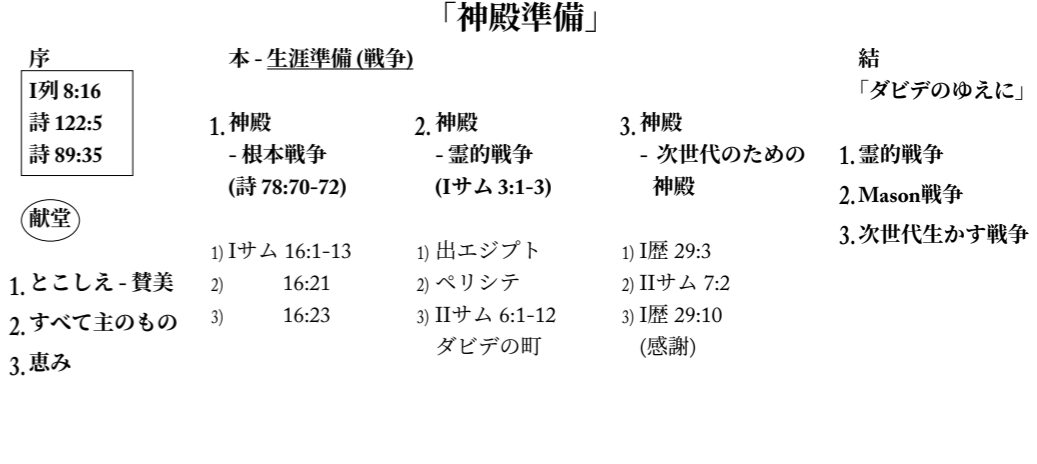 「神殿準備」
序
I列 8:16
詩 122:5
詩 89:35
献堂
1. とこしえ - 賛美
2. すべて主のもの
3. 恵み
本 - 生涯準備 (戦争)
1. 神殿
- 根本戦争
(詩 78:70-72)
1) Iサム 16:1-13
2) 16:21
3) 16:23
2. 神殿
- 霊的戦争
(Iサム 3:1-3)
1) 出エジプト
2) ペリシテ
3) IIサム 6:1-12
ダビデの町
3. 神殿
- 次世代のための
神殿
1) I歴 29:3
2) IIサム 7:2
3) I歴 29:10
(感謝)
結
「ダビデのゆえに」
1. 霊的戦争
2. Mason戦争
3. 次世代生かす戦争